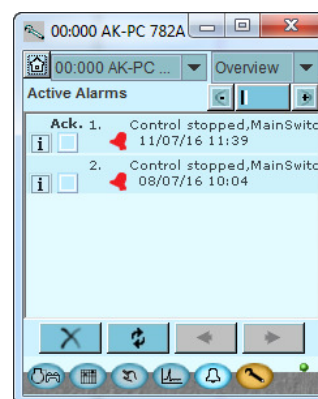 00:000 AK-PC 782A
00:000 AK-PC ... Overview
Active Alarms
Ack. 1. Control stopped,MainSwitc
11/07/16 11:39
2. Control stopped,MainSwitc
08/07/16 10:04